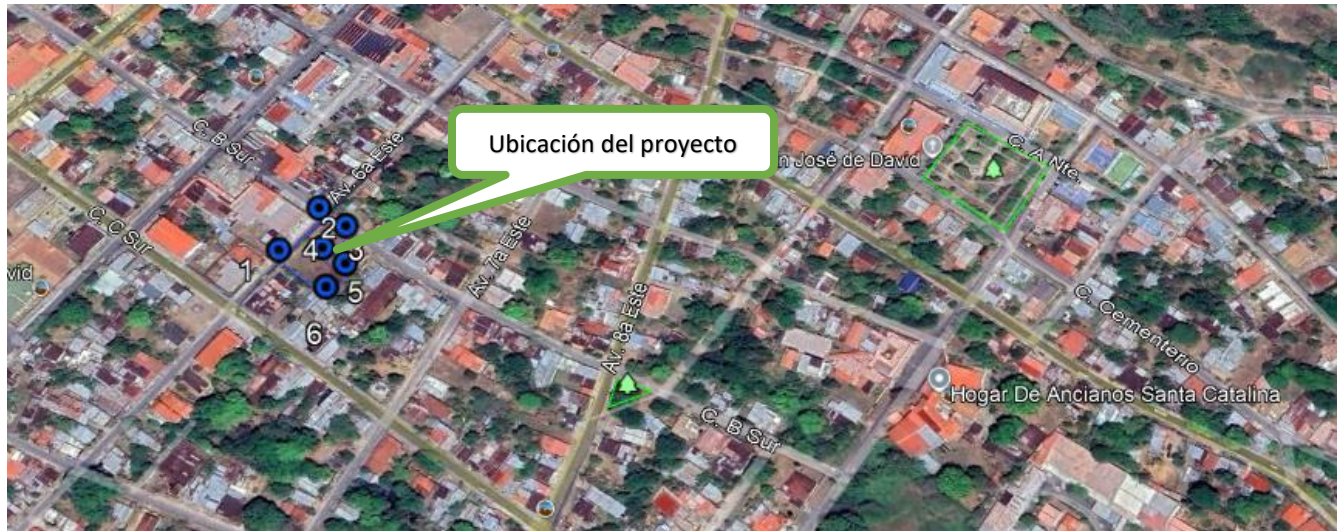 Ubicación del proyecto
C. B Sur
Av. 6a Este
n José de David
C. A Nte.
C. C Sur
2
4
3
1
vid
5
Av. 7a Este
6
Av. 8a Este
C. Cementerio
Hogar De Ancianos Santa Catalina
C. B Sur